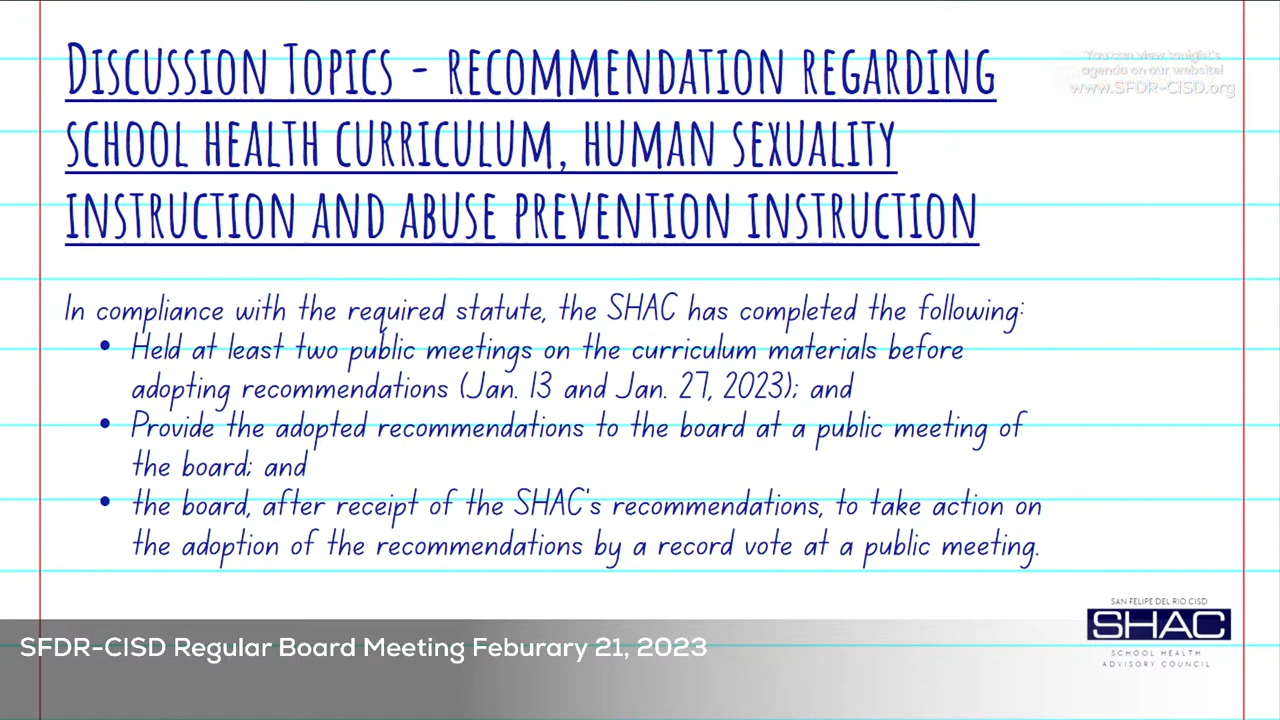 DISCUSSION TOPICS - RECOMMENDATION REGARDING
SCHOOL HEALTH CURRICULUM, HUMAN SEXUALITY
INSTRUCTION AND ABUSE PREVENTION INSTRUCTION
You can view tonight's
agenda on our website!
www.SFDR-CISD.org
In compliance with the required statute, the SHAC has completed the following:
• Held at least two public meetings on the curriculum materials before
adopting recommendations (Jan. 13 and Jan. 27, 2023); and
• Provide the adopted recommendations to the board at a public meeting of
the board; and
• the board, after receipt of the SHAC's recommendations, to take action on
the adoption of the recommendations by a record vote at a public meeting.
SAN FELIPE DEL RIO CISD
SHAC
SCHOOL HEALTH
ADVISORY COUNCIL
SFDR-CISD Regular Board Meeting Feburary 21, 2023